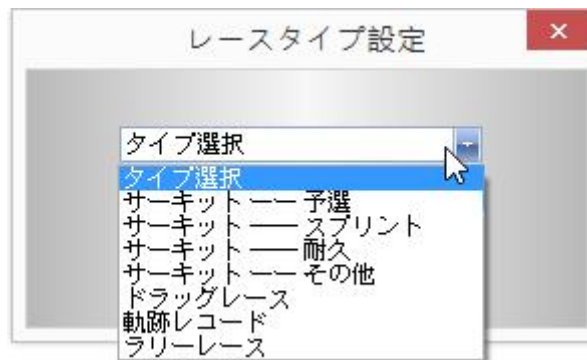 レースタイプ設定
タイプ選択
タイプ選択
サーキット ―― 予選
サーキット ―― スプリント
サーキット ―― 耐久
サーキット ―― その他
ドラッグレース
軌跡レコード
ラリーレース